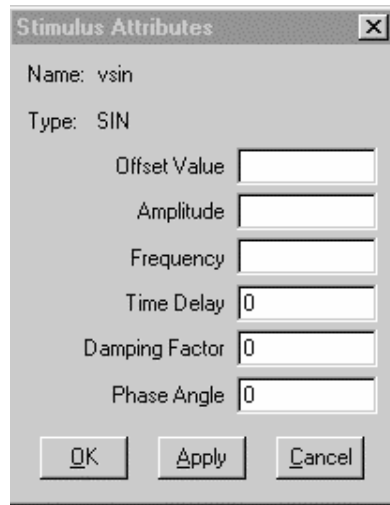 Stimulus Attributes
Name: vsin
Type: SIN
Offset Value
Amplitude
Frequency
Time Delay 0
Damping Factor 0
Phase Angle 0
OK Apply Cancel